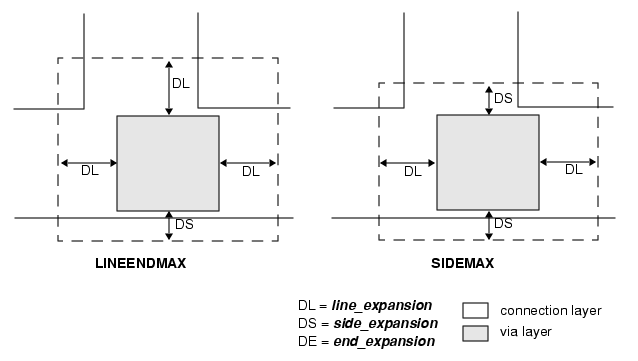 DL
DS
DL
DL
DL
DL
DS
DS
LINEENDMAX
SIDEMAX
DL = line_expansion
DS = side_expansion
DE = end_expansion
connection layer
via layer